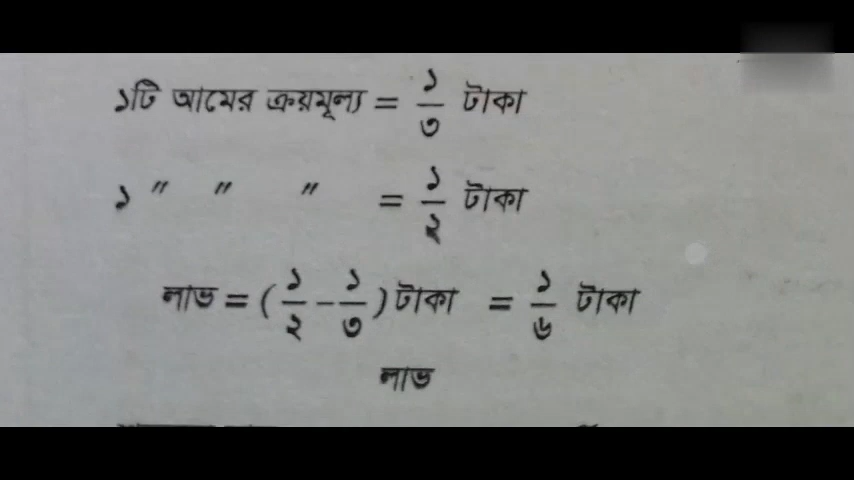 ১টি আমের ক্রয়মূল্য = ১/৩ টাকা
১ " " " = ১/২ টাকা
লাভ = (১/২ - ১/৩) টাকা = ১/৬ টাকা
লাভ